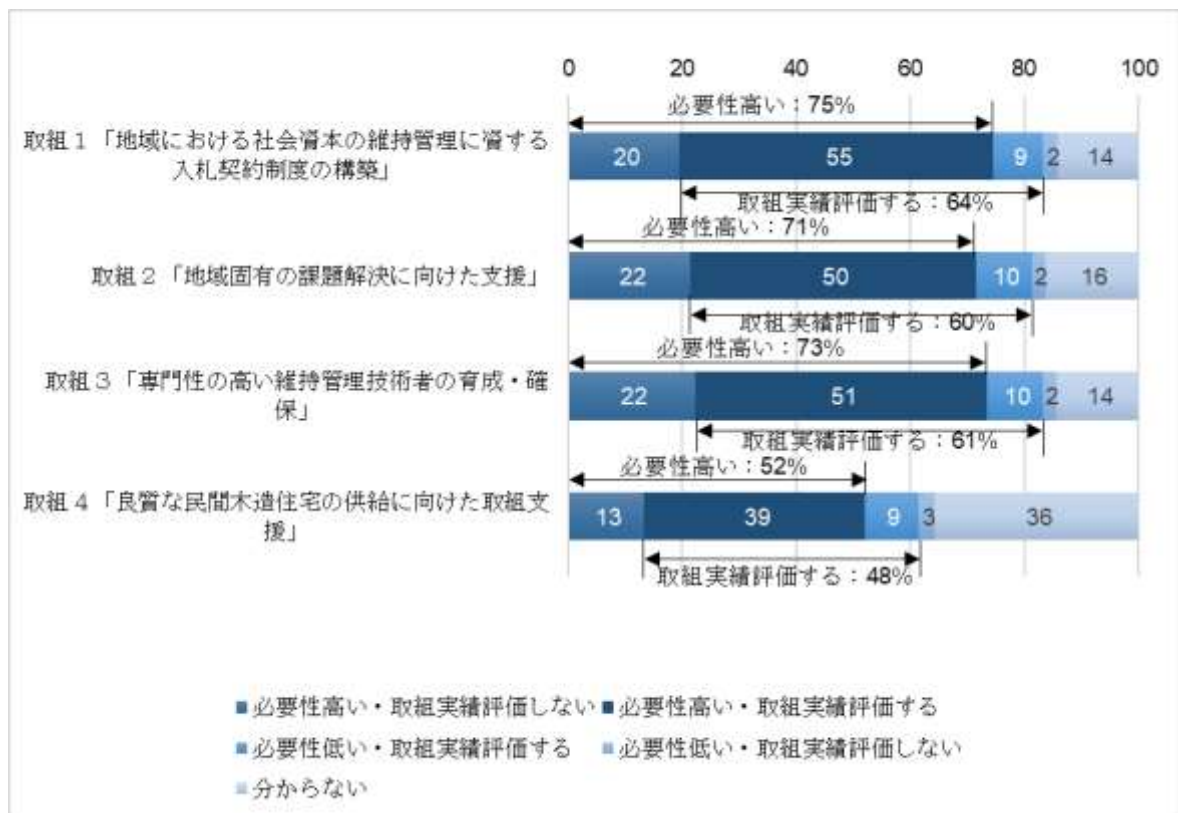 0 20 40 60 80 100
必要性高い：75%
取組１「地域における社会資本の維持管理に資する
入札契約制度の構築」
20 55 9 2 14
取組実績評価する：64%
必要性高い：71%
取組２「地域固有の課題解決に向けた支援」
22 50 10 2 16
取組実績評価する：60%
必要性高い：73%
取組３「専門性の高い維持管理技術者の育成・確
保」
22 51 10 2 14
取組実績評価する：61%
必要性高い：52%
取組４「良質な民間木造住宅の供給に向けた取組支
援」
13 39 9 3 36
取組実績評価する：48%
必要性高い・取組実績評価しない 必要性高い・取組実績評価する
必要性低い・取組実績評価する 必要性低い・取組実績評価しない
分からない